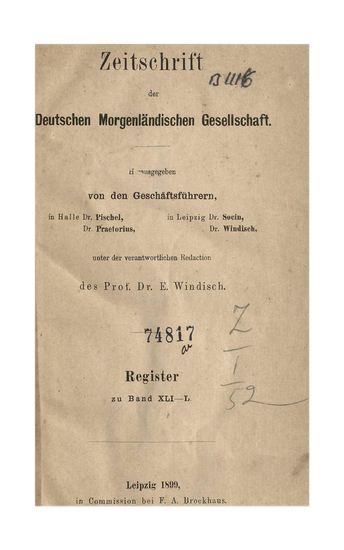 Zeitschrift
der
Deutschen Morgenländischen Gesellschaft.
von den Geschäftsführern,
in Halle Dr. Pischel, in Leipzig Dr. Socin,
Dr. Praetorius, Dr. Windisch.
unter der verantwortlichen Redaction
des Prof. Dr. E. Windisch.
74817
Z
1
52
Register
zu Band XLI—L.
Leipzig 1899,
in Commission bei F. A. Brockhaus.